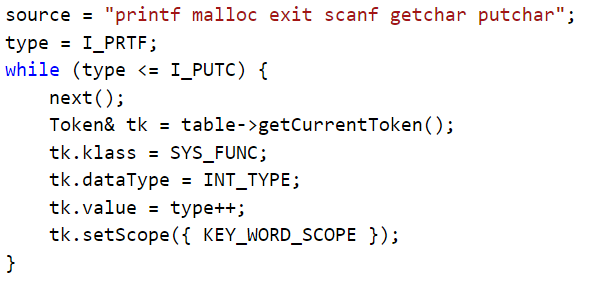 source = "printf malloc exit scanf getchar putchar";
type = I_PRTF;
while (type <= I_PUTC) {
    next();
    Token& tk = table->getCurrentToken();
    tk.klass = SYS_FUNC;
    tk.dataType = INT_TYPE;
    tk.value = type++;
    tk.setScope({ KEY_WORD_SCOPE });
}